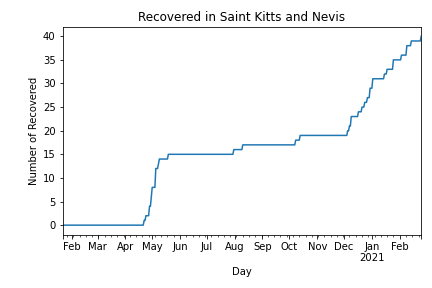 Recovered in Saint Kitts and Nevis
Number of Recovered
40
35
30
25
20
15
10
5
0
Feb Mar Apr May Jun Jul Aug Sep Oct Nov Dec Jan Feb
2021
Day